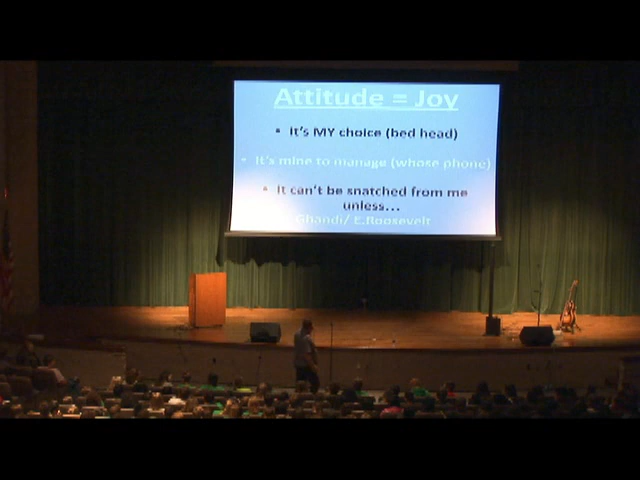 Attitude = Joy
• It's MY choice (bed head)
• It's mine to manage (whose phone)
• It can't be snatched from me
unless...
Ghandi/ E.Roosevelt